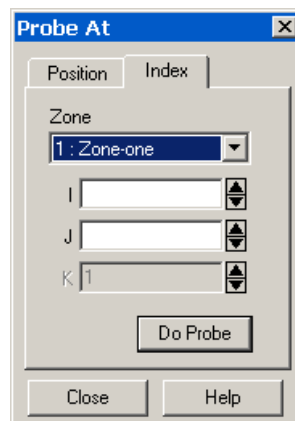 Probe At
Position Index
Zone
1 : Zone-one
I
J
K 1
Do Probe
Close Help